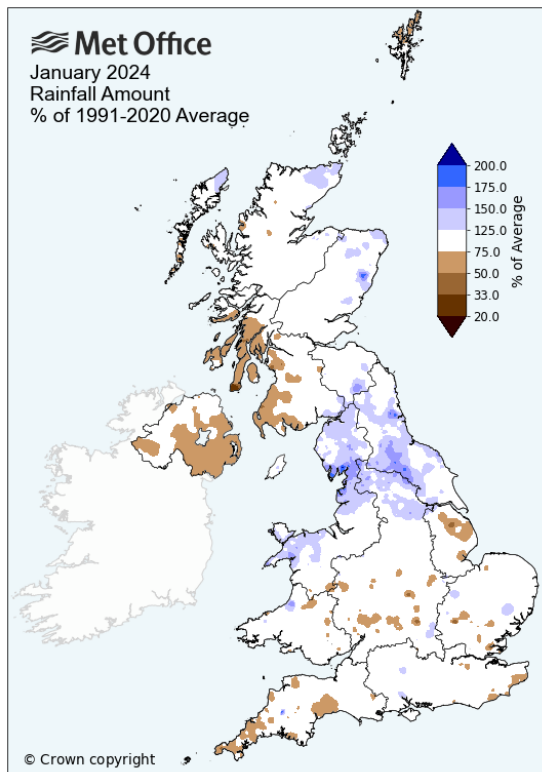 Met Office
January 2024
Rainfall Amount
% of 1991-2020 Average
200.0
175.0
150.0
125.0
75.0
50.0
33.0
20.0
% of Average
© Crown copyright